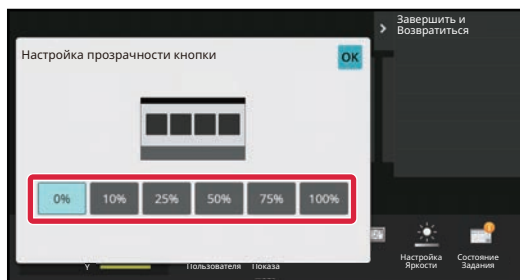 Завершить и
Возвратиться
Настройка прозрачности кнопки
OK
0% 10% 25% 50% 75% 100%
Настройка Яркости
Состояние Задания
Y
Пользователя
Показа